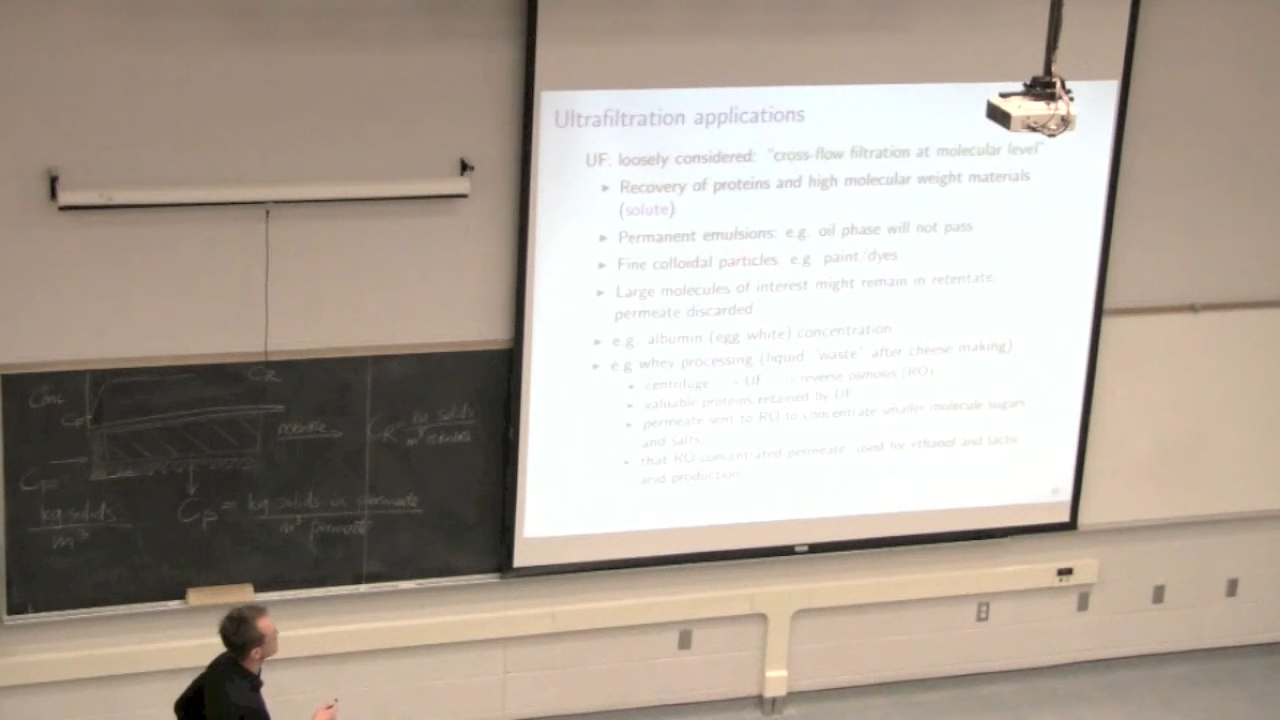 Ultrafiltration applications
UF: loosely considered: "cross-flow filtration at molecular level"
▸ Recovery of proteins and high molecular weight materials
(solute)
▸ Permanent emulsions: e.g. oil phase will not pass
▸ Fine colloidal particles: e.g. paint/dyes
▸ Large molecules of interest might remain in retentate,
permeate discarded
▸ e.g. albumin (egg white) concentration
▸ e.g. whey processing (liquid "waste" after cheese making)
▸ centrifuge → UF → reverse osmosis (RO)
▸ valuable proteins retained by UF
▸ permeate sent to RO to concentrate smaller molecule sugars
and salts
▸ that RO concentrated permeate: used for ethanol and lactic
acid production
Conc
CR
CF
retentate
CR = kg solids
m³ retentate
CF
kg solids
m³
Cp = kg solids in permeate
m³ permeate